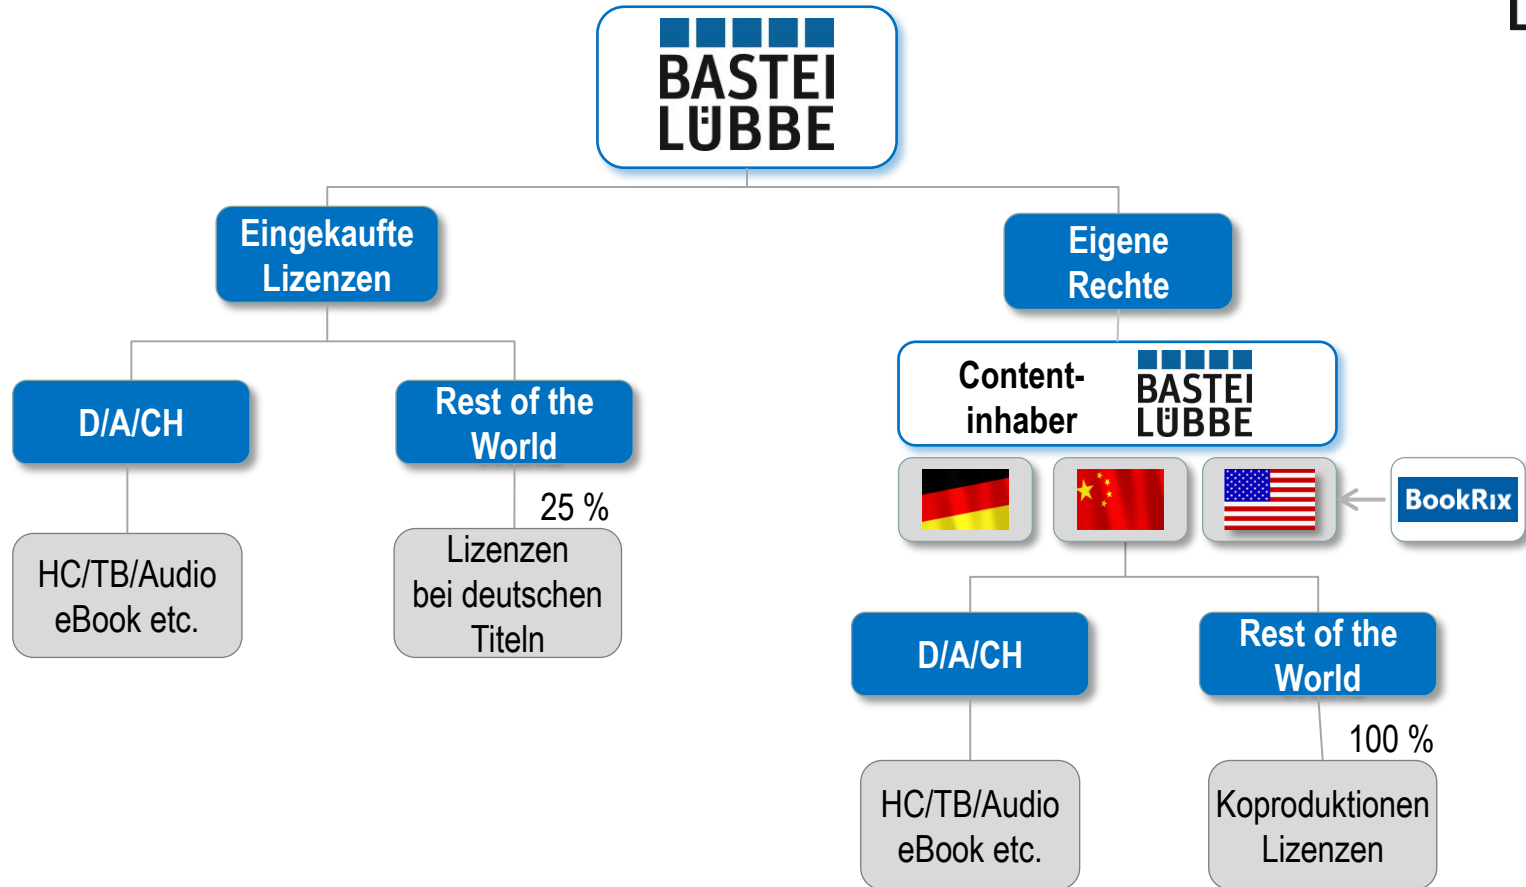 BASTEI
LÜBBE
Eingekaufte
Lizenzen
Eigene
Rechte
Content-
inhaber
BASTEI
LÜBBE
D/A/CH
Rest of the
World
BookRix
25 %
HC/TB/Audio
eBook etc.
Lizenzen
bei deutschen
Titeln
D/A/CH
Rest of the
World
100 %
HC/TB/Audio
eBook etc.
Koproduktionen
Lizenzen